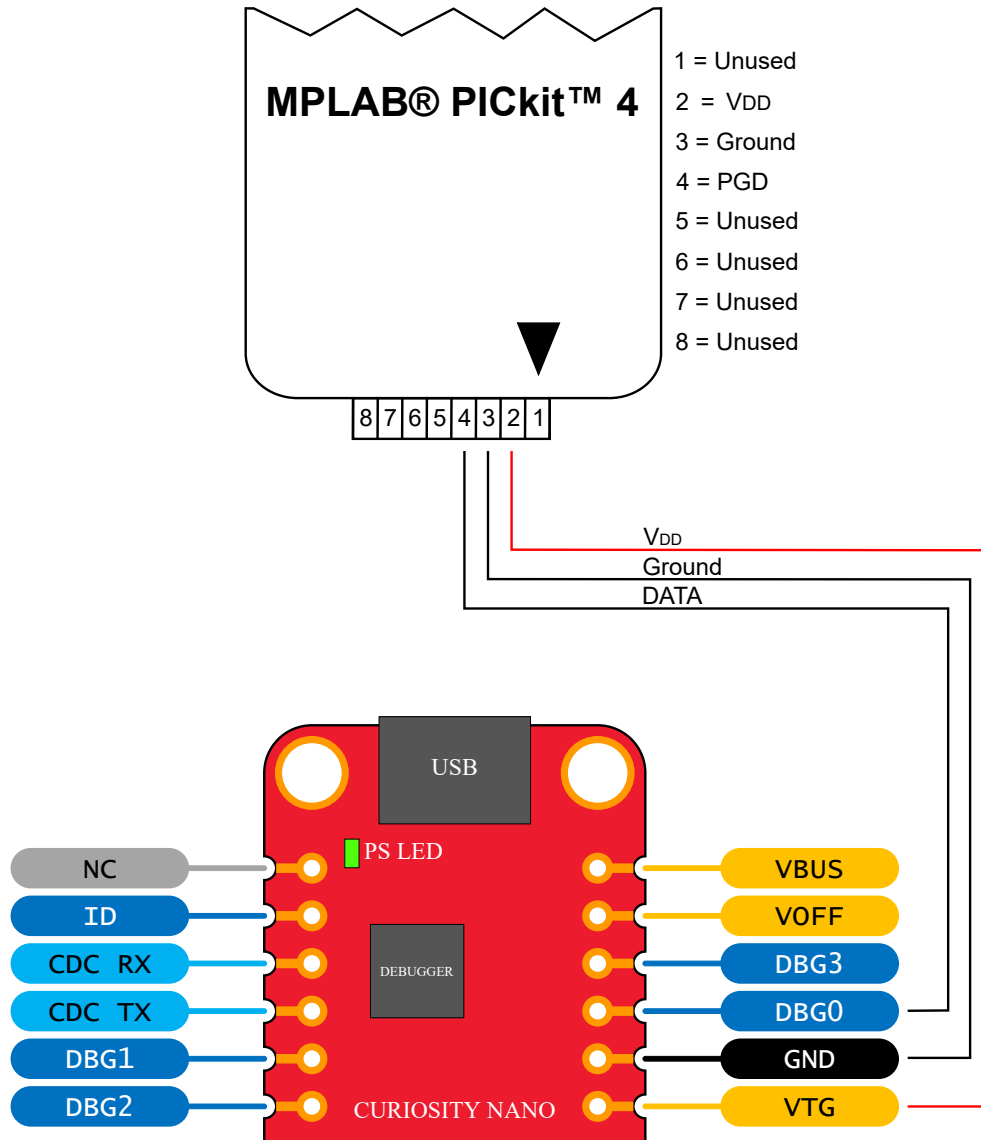 MPLAB® PICkit™ 4
1 = Unused
2 = VDD
3 = Ground
4 = PGD
5 = Unused
6 = Unused
7 = Unused
8 = Unused
8 7 6 5 4 3 2 1
VDD
Ground
DATA
USB
PS LED
DEBUGGER
CURIOSITY NANO
NC
ID
CDC RX
CDC TX
DBG1
DBG2
VBUS
VOFF
DBG3
DBG0
GND
VTG